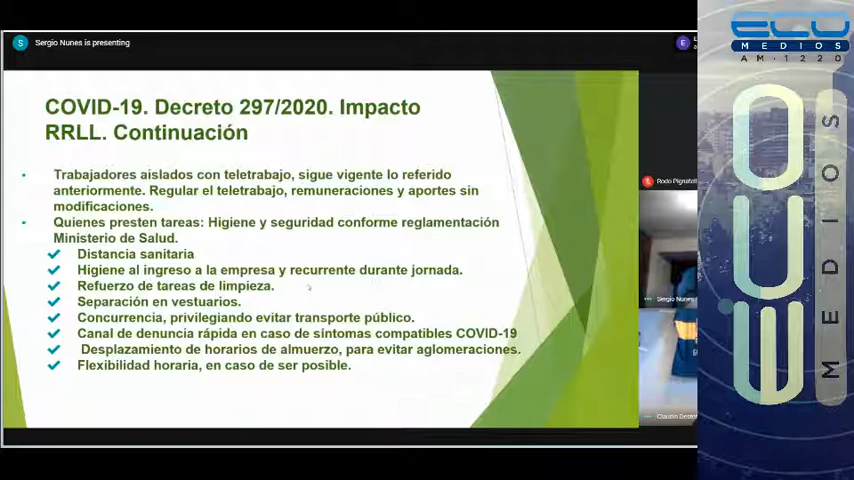 S Sergio Nunes is presenting
E
COVID-19. Decreto 297/2020. Impacto
RRLL. Continuación
Trabajadores aislados con teletrabajo, sigue vigente lo referido
anteriormente. Regular el teletrabajo, remuneraciones y aportes sin
modificaciones.
Quienes presten tareas: Higiene y seguridad conforme reglamentación
Ministerio de Salud.
Distancia sanitaria
Higiene al ingreso a la empresa y recurrente durante jornada.
Refuerzo de tareas de limpieza.
Separación en vestuarios.
Concurrencia, privilegiando evitar transporte público.
Canal de denuncia rápida en caso de síntomas compatibles COVID-19
Desplazamiento de horarios de almuerzo, para evitar aglomeraciones.
Flexibilidad horaria, en caso de ser posible.
Rodo
Sergio Nunes
Claudio
ECO
MEDIOS
AM·1220
ECO
MEDIOS